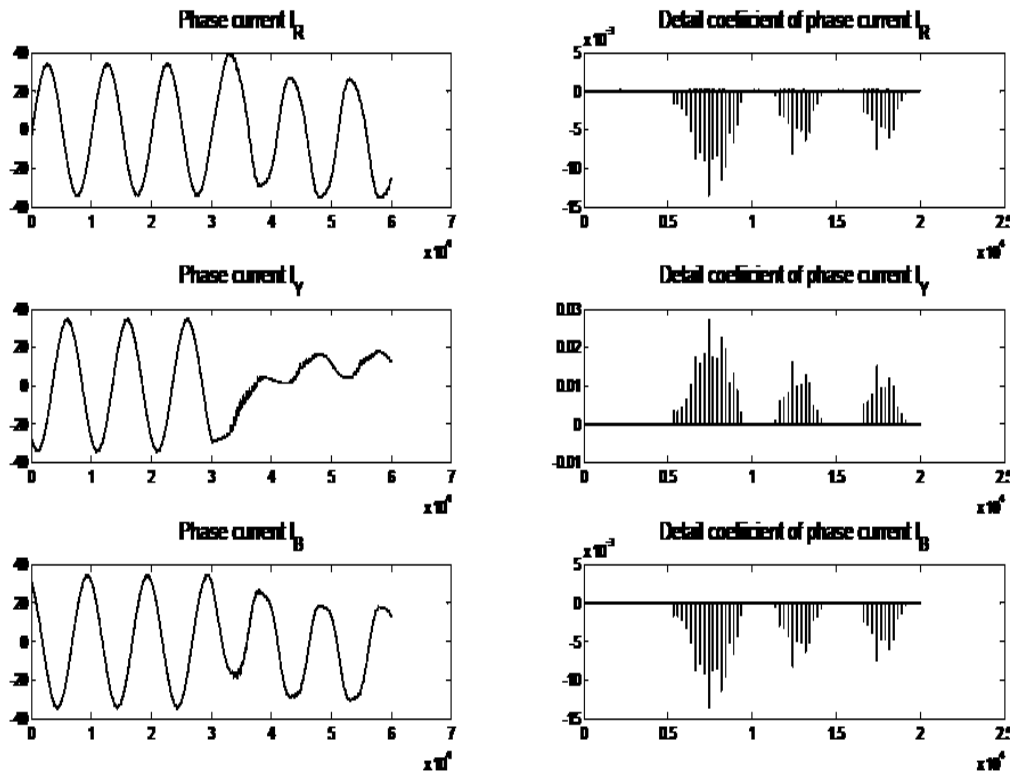 Phase current I_R
40
20
0
-20
-40
0 1 2 3 4 5 6 7
x 10^4
Detail coefficient of phase current I_R
x 10^-3
5
0
-5
-10
-15
0 0.5 1 1.5 2 2.5
x 10^4
Phase current I_Y
40
20
0
-20
-40
0 1 2 3 4 5 6 7
x 10^4
Detail coefficient of phase current I_Y
0.03
0.02
0.01
0
-0.01
0 0.5 1 1.5 2 2.5
x 10^4
Phase current I_B
40
20
0
-20
-40
0 1 2 3 4 5 6 7
x 10^4
Detail coefficient of phase current I_B
x 10^-3
5
0
-5
-10
-15
0 0.5 1 1.5 2 2.5
x 10^4